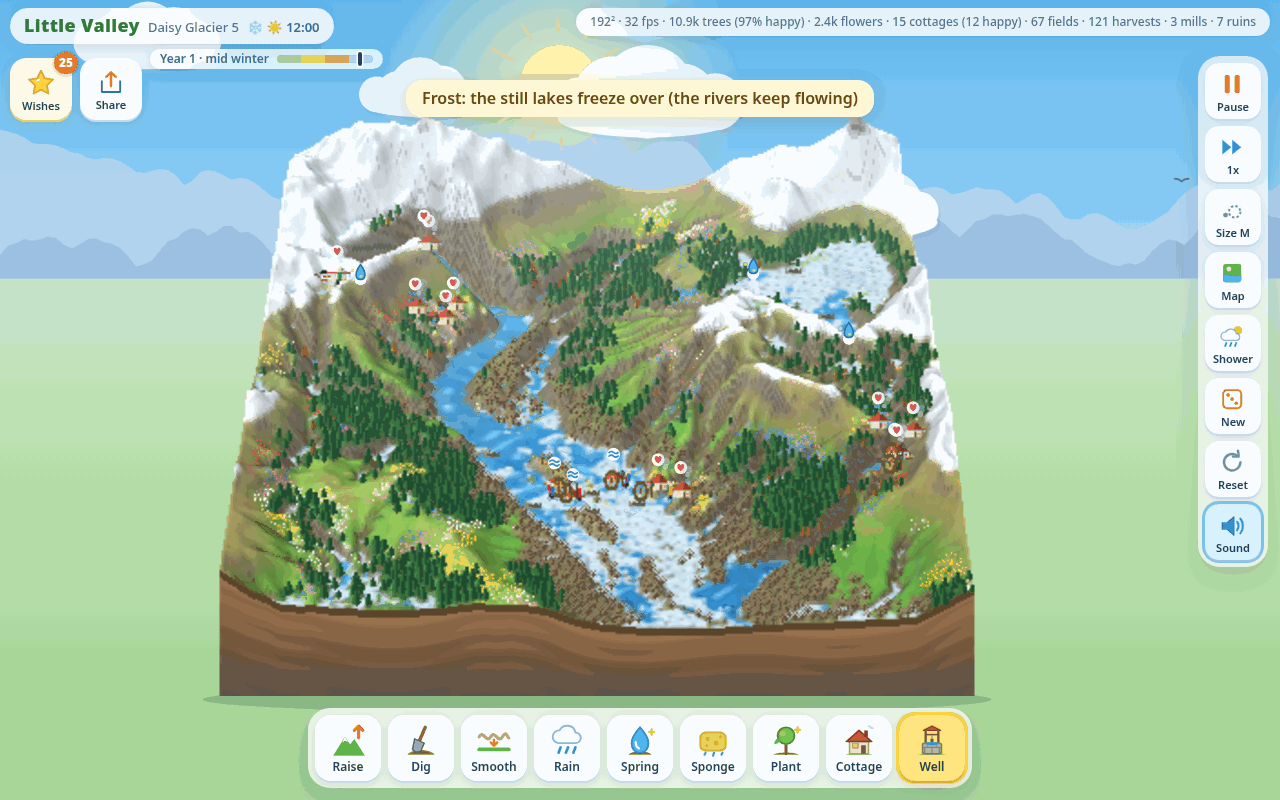 Little Valley Daisy Glacier 5 12:00
192² · 32 fps · 10.9k trees (97% happy) · 2.4k flowers · 15 cottages (12 happy) · 67 fields · 121 harvests · 3 mills · 7 ruins
Year 1 · mid winter
25
Wishes
Share
Frost: the still lakes freeze over (the rivers keep flowing)
Pause
1x
Size M
Map
Shower
New
Reset
Sound
Raise
Dig
Smooth
Rain
Spring
Sponge
Plant
Cottage
Well